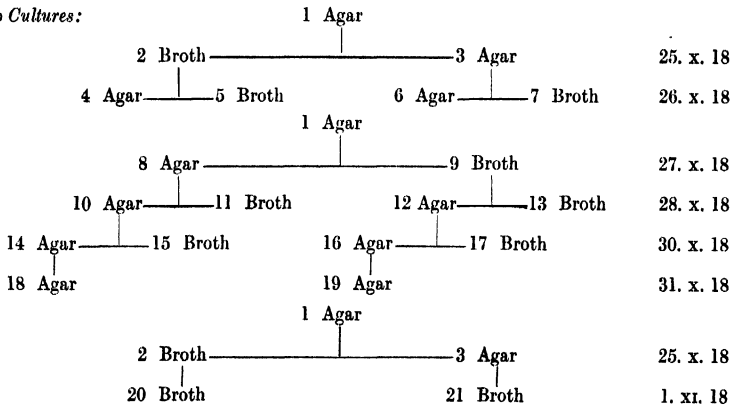 Cultures:
1 Agar
2 Broth 3 Agar 25. x. 18
4 Agar 5 Broth 6 Agar 7 Broth 26. x. 18
1 Agar
8 Agar 9 Broth 27. x. 18
10 Agar 11 Broth 12 Agar 13 Broth 28. x. 18
14 Agar 15 Broth 16 Agar 17 Broth 30. x. 18
18 Agar 19 Agar 31. x. 18
1 Agar
2 Broth 3 Agar 25. x. 18
20 Broth 21 Broth 1. XI. 18